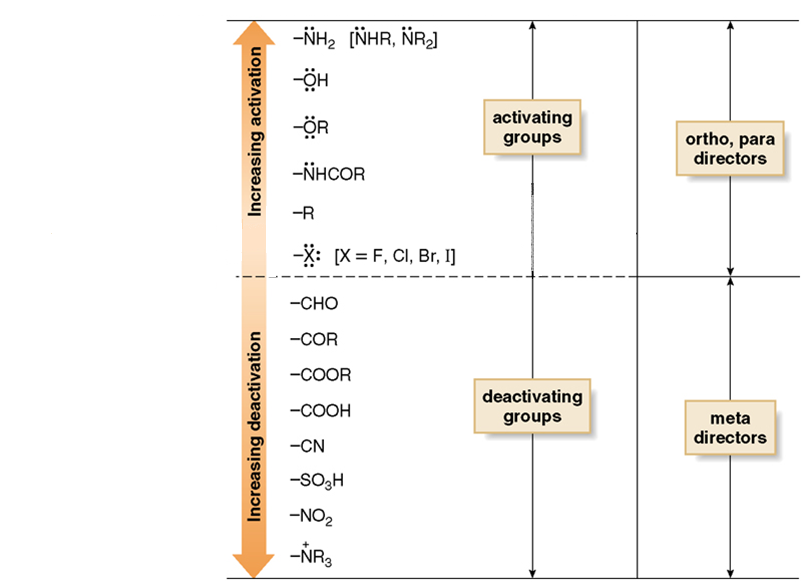 Increasing activation
–N̈H₂ [N̈HR, N̈R₂]
–ÖH
–ÖR
–N̈HCOR
–R
–Ẍ: [X = F, Cl, Br, I]
activating
groups
ortho, para
directors
Increasing deactivation
–CHO
–COR
–COOR
–COOH
–CN
–SO₃H
–NO₂
–N⁺R₃
deactivating
groups
meta
directors